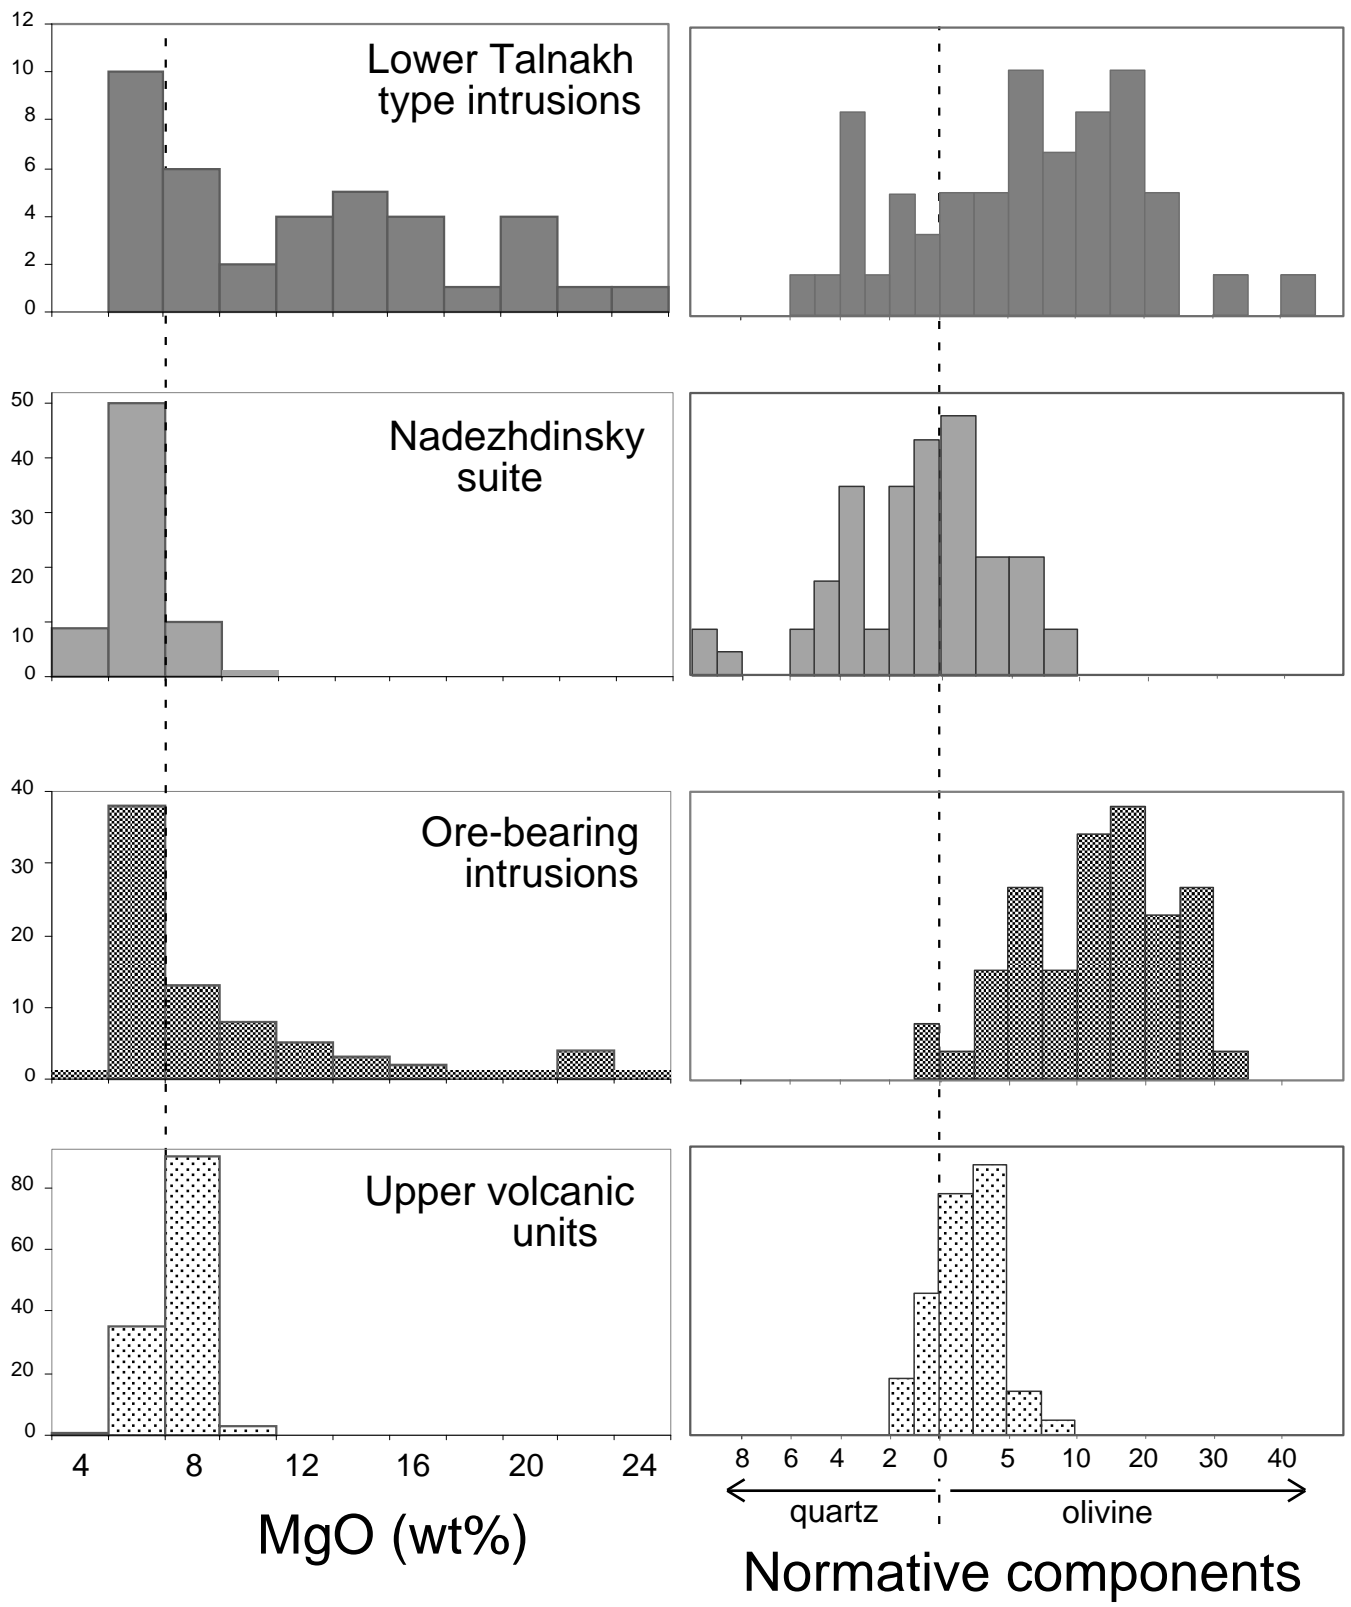 12
10
8
6
4
2
0
Lower Talnakh
type intrusions
50
40
30
20
10
0
Nadezhdinsky
suite
40
30
20
10
0
Ore-bearing
intrusions
80
60
40
20
0
Upper volcanic
units
4 8 12 16 20 24
MgO (wt%)
8 6 4 2 0 5 10 20 30 40
quartz olivine
Normative components